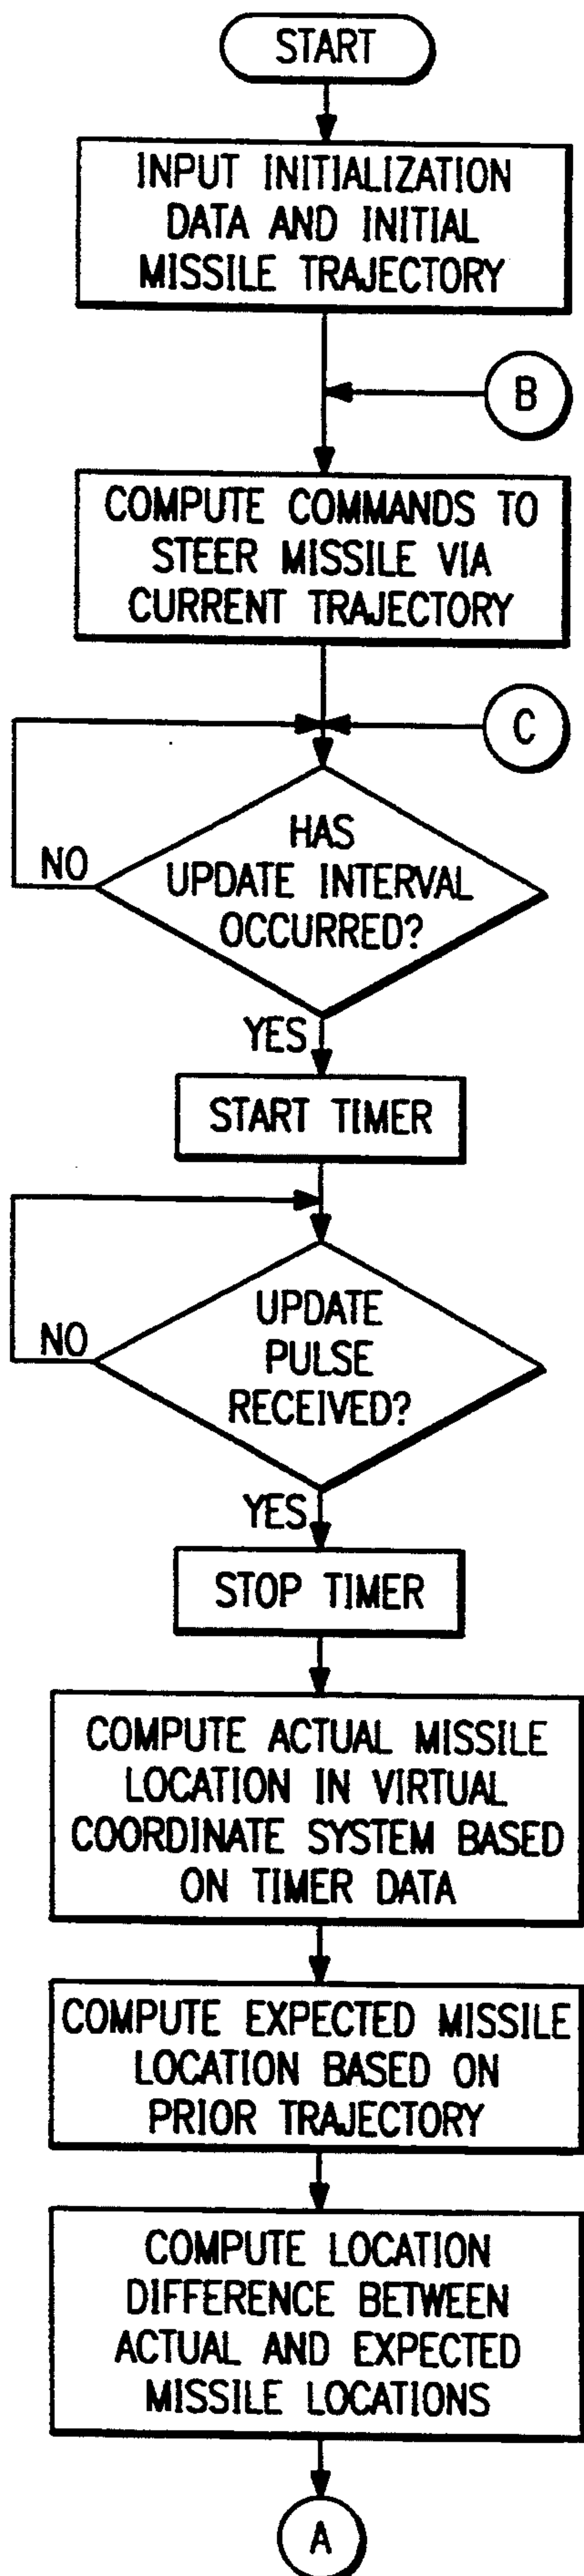 START
INPUT INITIALIZATION
DATA AND INITIAL
MISSILE TRAJECTORY
B
COMPUTE COMMANDS TO
STEER MISSILE VIA
CURRENT TRAJECTORY
C
HAS
UPDATE INTERVAL
OCCURRED?
NO
YES
START TIMER
UPDATE
PULSE
RECEIVED?
NO
YES
STOP TIMER
COMPUTE ACTUAL MISSILE
LOCATION IN VIRTUAL
COORDINATE SYSTEM BASED
ON TIMER DATA
COMPUTE EXPECTED MISSILE
LOCATION BASED ON
PRIOR TRAJECTORY
COMPUTE LOCATION
DIFFERENCE BETWEEN
ACTUAL AND EXPECTED
MISSILE LOCATIONS
A